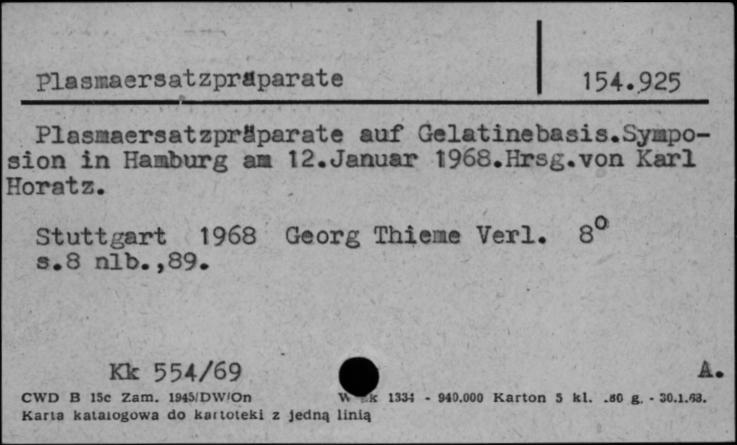 Plasmaersatzpräparate 154.925
Plasmaersatzpräparate auf Gelatinebasis.Sympo-
sion in Hamburg am 12.Januar 1968.Hrsg.von Karl
Horatz.
Stuttgart 1968 Georg Thieme Verl. 8°
s.8 nlb.,89.
Kk 554/69 A.
CWD B 15c Zam. 1945/DW/On 1334 - 940.000 Karton 5 kl. .80 g. - 30.1.68.
Karta katalogowa do kartoteki z jedną linią